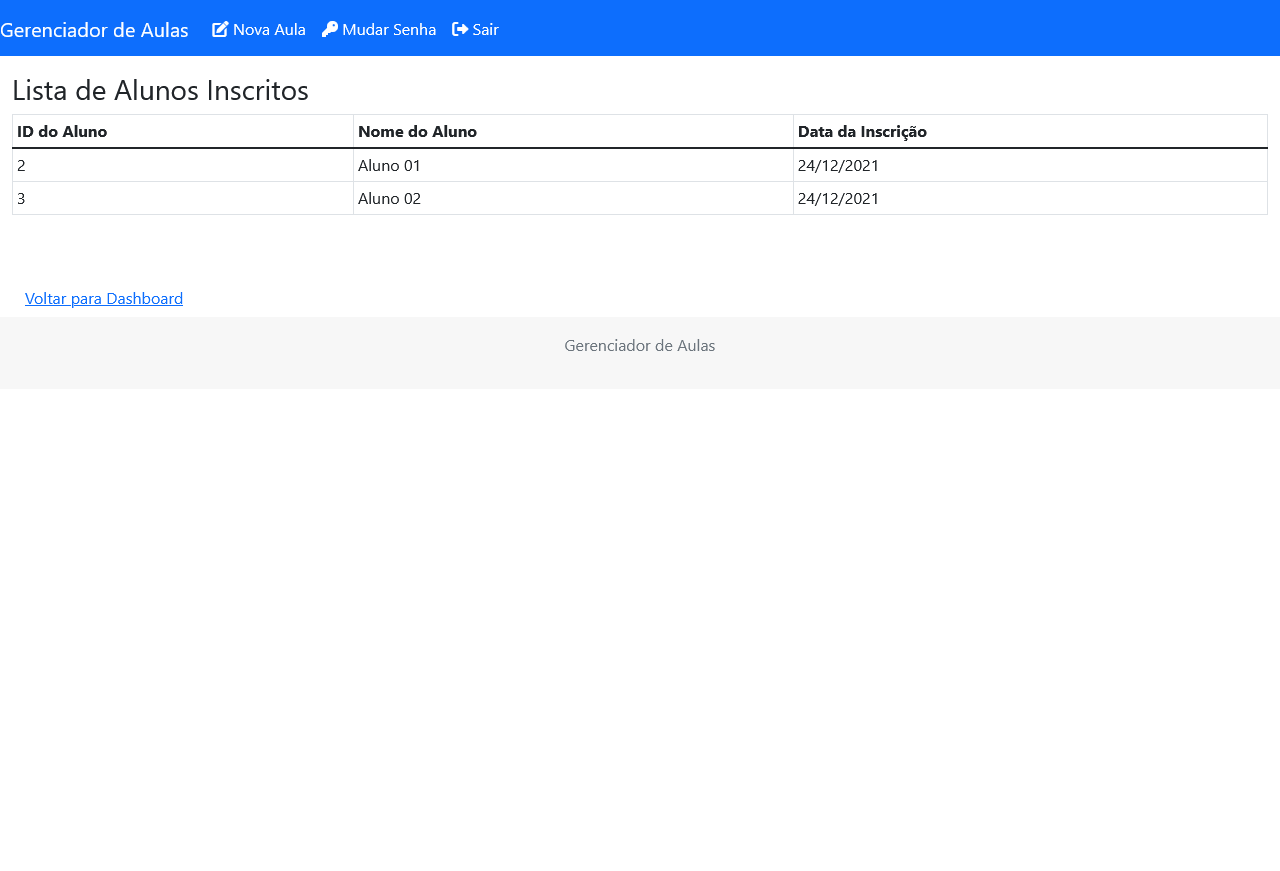 Gerenciador de Aulas Nova Aula Mudar Senha Sair
Lista de Alunos Inscritos
ID do Aluno Nome do Aluno Data da Inscrição
2 Aluno 01 24/12/2021
3 Aluno 02 24/12/2021
Voltar para Dashboard
Gerenciador de Aulas